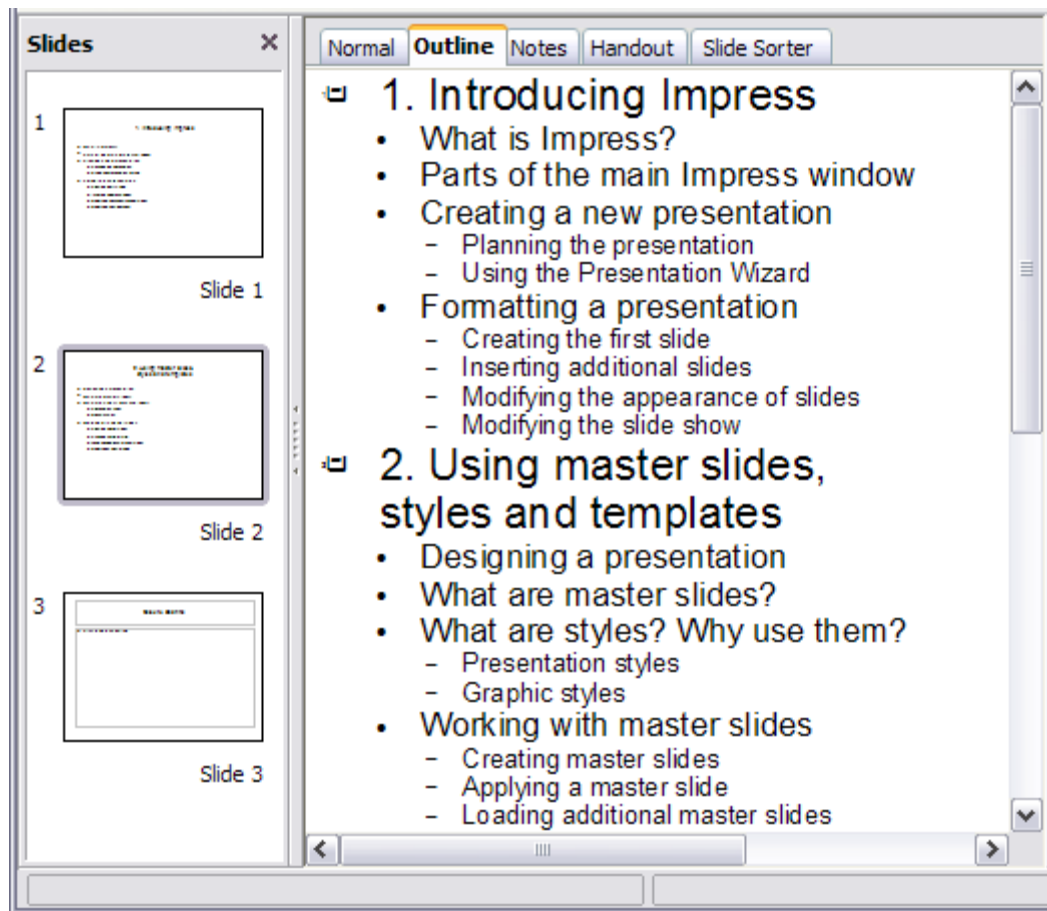 Slides
1
Slide 1
2
Slide 2
3
Slide 3
Normal Outline Notes Handout Slide Sorter
1. Introducing Impress
• What is Impress?
• Parts of the main Impress window
• Creating a new presentation
– Planning the presentation
– Using the Presentation Wizard
• Formatting a presentation
– Creating the first slide
– Inserting additional slides
– Modifying the appearance of slides
– Modifying the slide show
2. Using master slides,
styles and templates
• Designing a presentation
• What are master slides?
• What are styles? Why use them?
– Presentation styles
– Graphic styles
• Working with master slides
– Creating master slides
– Applying a master slide
– Loading additional master slides